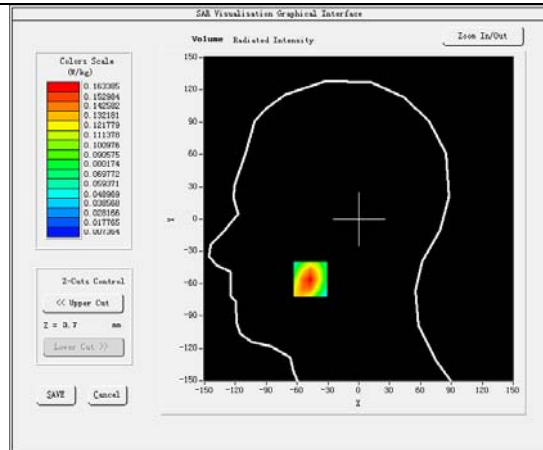 SAR Visualisation Graphical Interface
Volume Radiated Intensity
Zoom In/Out
Colors Scale
(W/kg)
0.163385
0.152984
0.142582
0.132181
0.121779
0.111378
0.100976
0.090575
0.080174
0.069772
0.059371
0.048969
0.038568
0.028166
0.017765
0.007364
150
120
90
60
30
0
-30
-60
-90
-120
-150
Y
-150 -120 -90 -60 -30 0 30 60 90 120 150
X
Z-Cuts Control
<< Upper Cut
Z = 3.7 mm
Lower Cut >>
SAVE Cancel